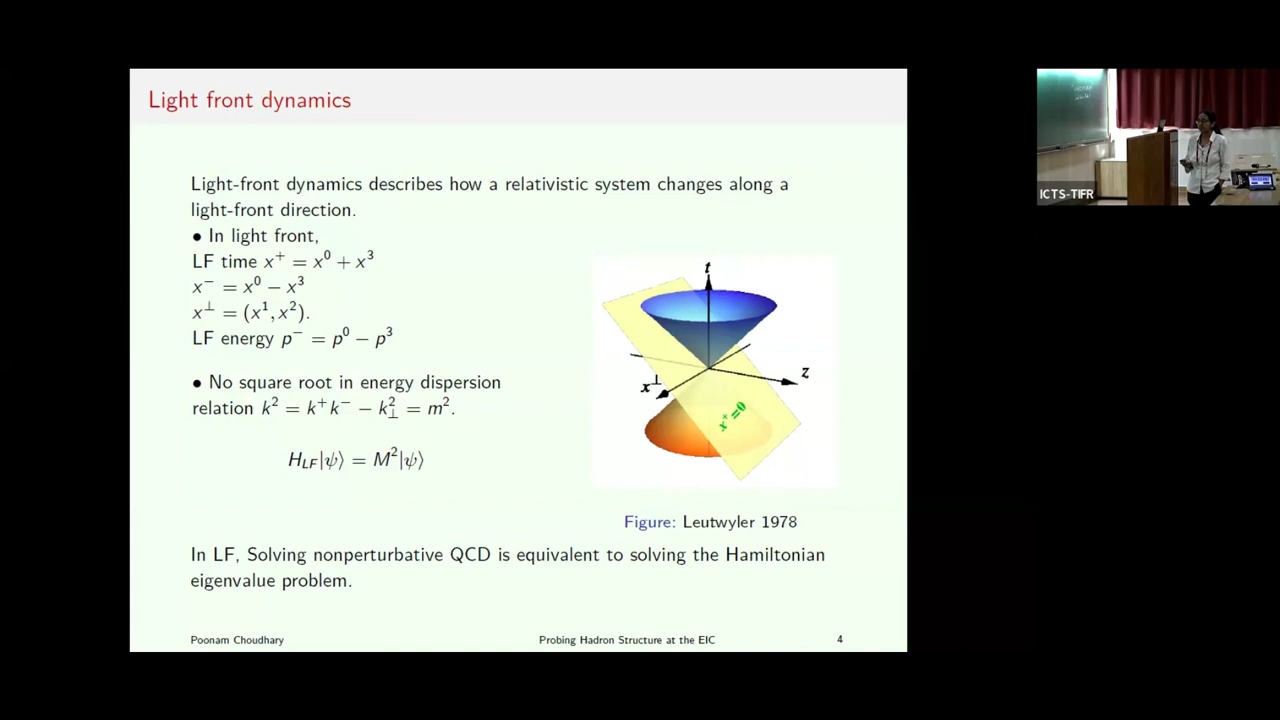 Light front dynamics
Light-front dynamics describes how a relativistic system changes along a
light-front direction.
• In light front,
LF time x⁺ = x⁰ + x³
x⁻ = x⁰ − x³
x^⊥ = (x¹, x²).
LF energy p⁻ = p⁰ − p³
• No square root in energy dispersion
relation k² = k⁺k⁻ − k²_⊥ = m².
H_LF|ψ⟩ = M²|ψ⟩
t
z
x^⊥
x⁺=0
Figure: Leutwyler 1978
In LF, Solving nonperturbative QCD is equivalent to solving the Hamiltonian
eigenvalue problem.
Poonam Choudhary
Probing Hadron Structure at the EIC
4
ICTS-TIFR